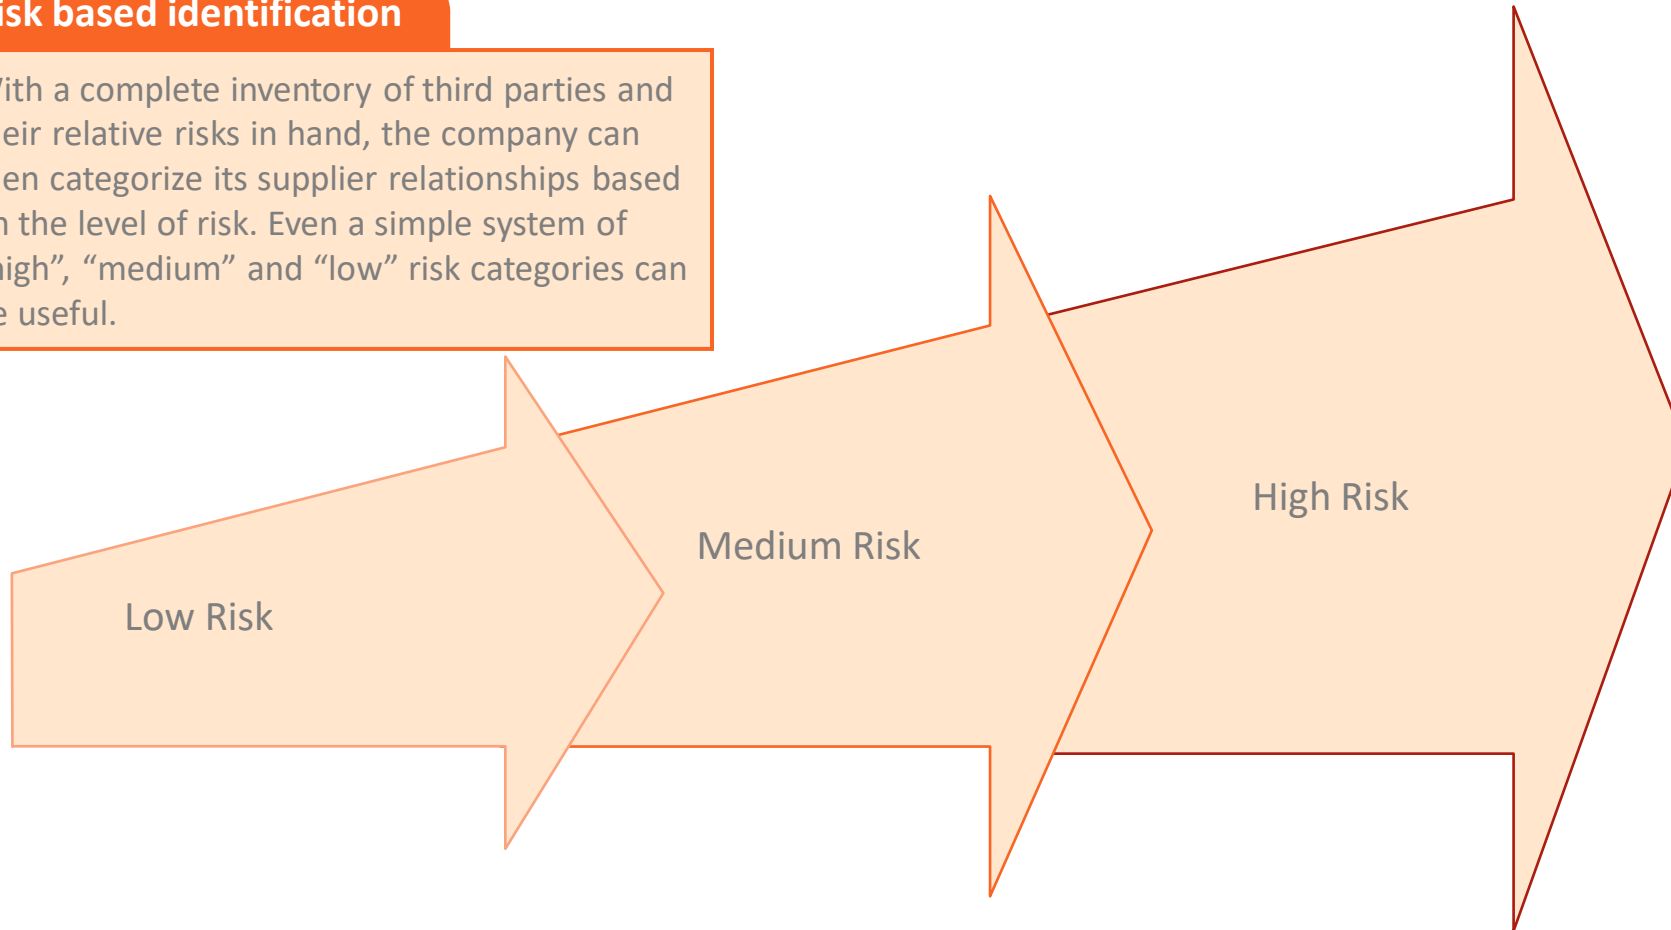 isk based identification
ith a complete inventory of third parties and
eir relative risks in hand, the company can
en categorize its supplier relationships based
n the level of risk. Even a simple system of
high”, “medium” and “low” risk categories can
e useful.
High Risk
Medium Risk
Low Risk